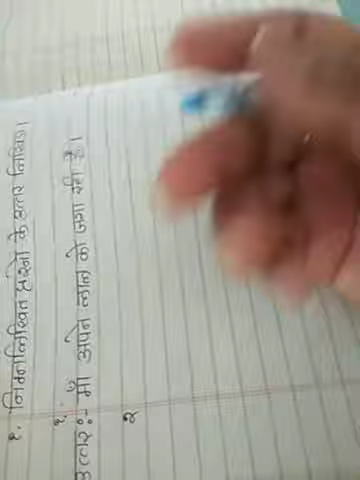 १. निम्नलिखित प्रश्नों के उत्तर लिखिए।
१.
उत्तरः- माँ अपने लाल को जगा रही है।
२